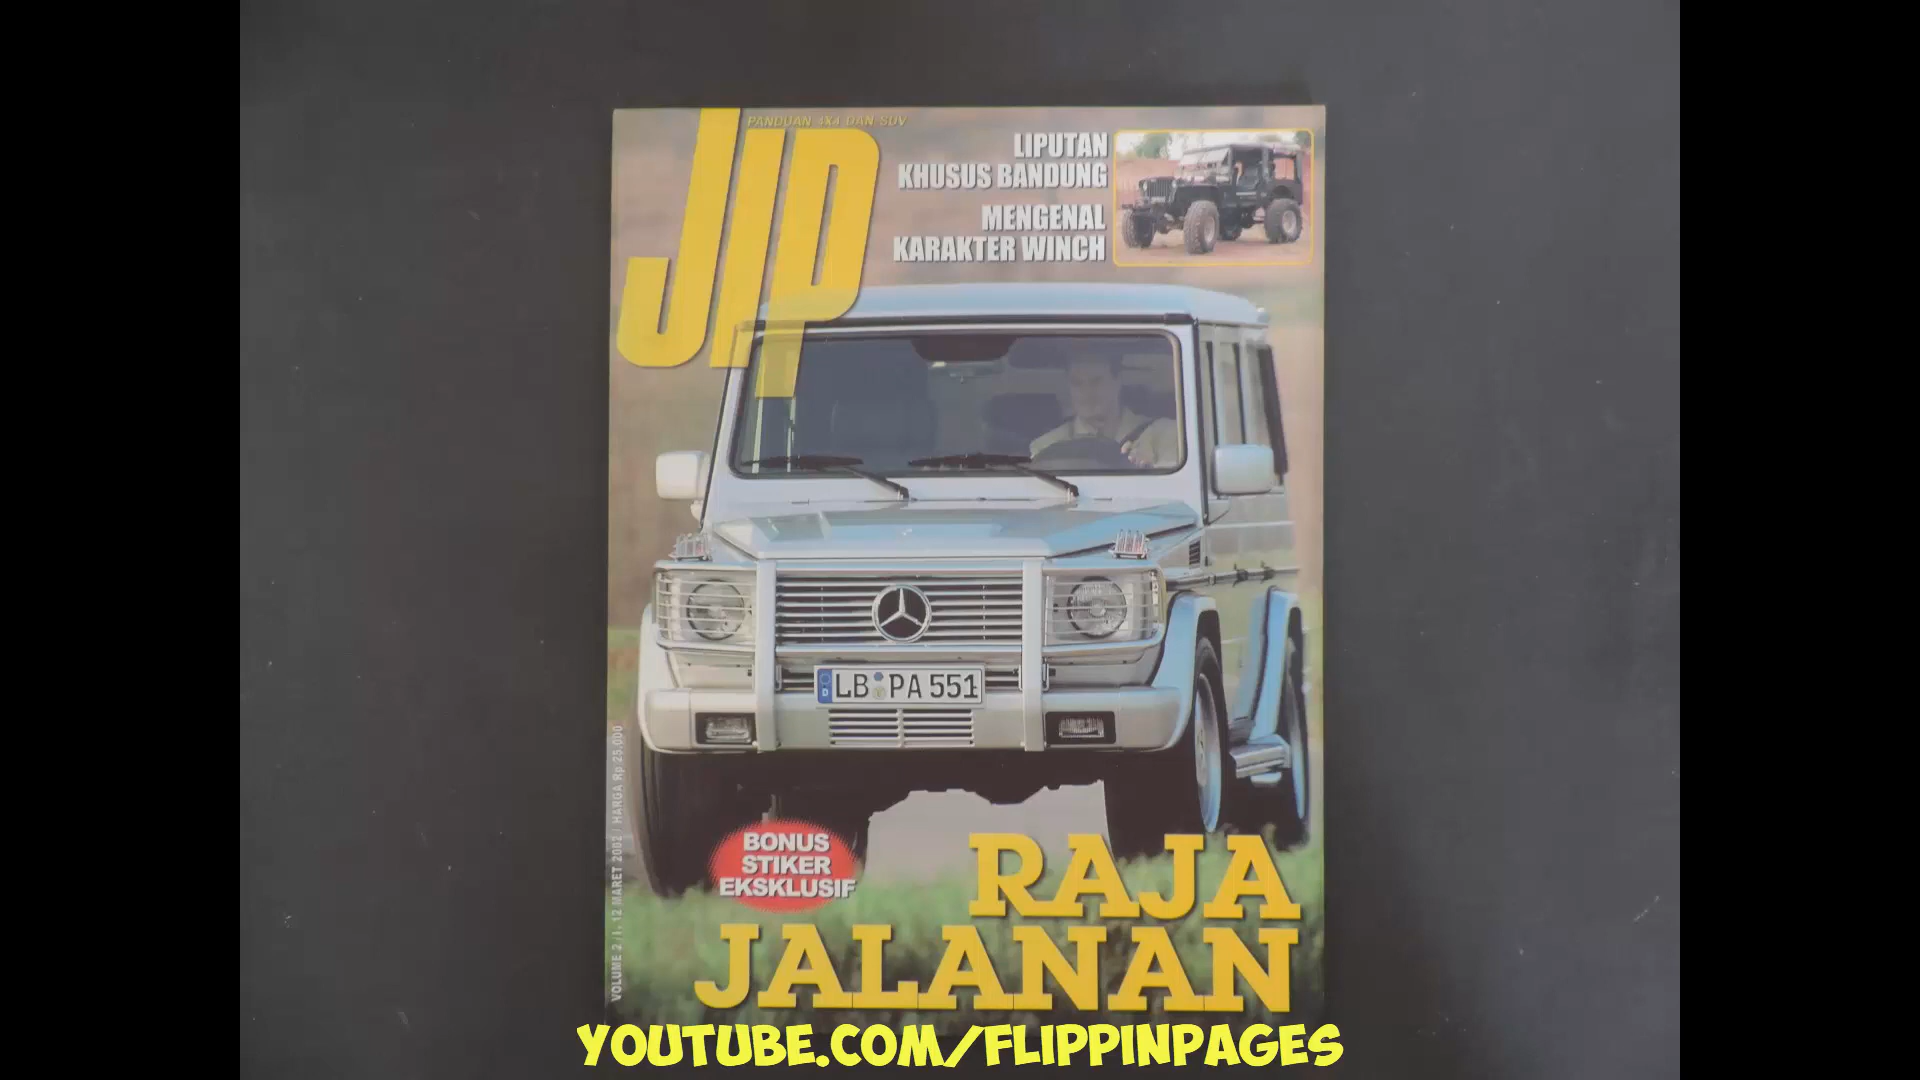 JIP
PANDUAN 4X4 DAN SUV
LIPUTAN
KHUSUS BANDUNG
MENGENAL
KARAKTER WINCH
LB PA 551
VOLUME 2 / I, 12 MARET 2002 / HARGA Rp 25,000
BONUS
STIKER
EKSKLUSIF
RAJA
JALANAN
YOUTUBE.COM/FLIPPINPAGES